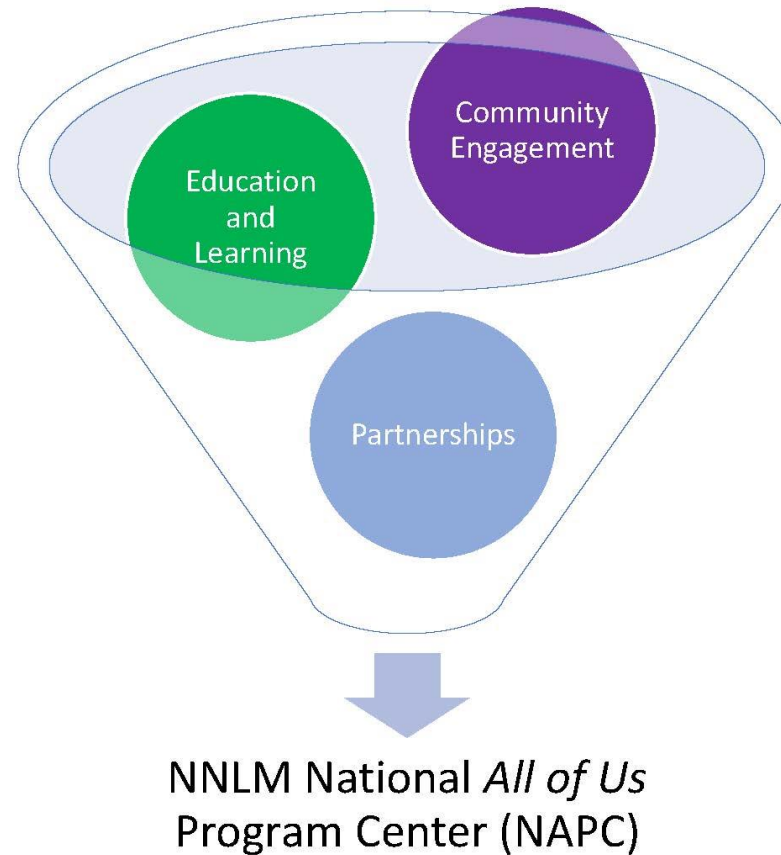 Community
Engagement
Education
and
Learning
Partnerships
NNLM National All of Us
Program Center (NAPC)